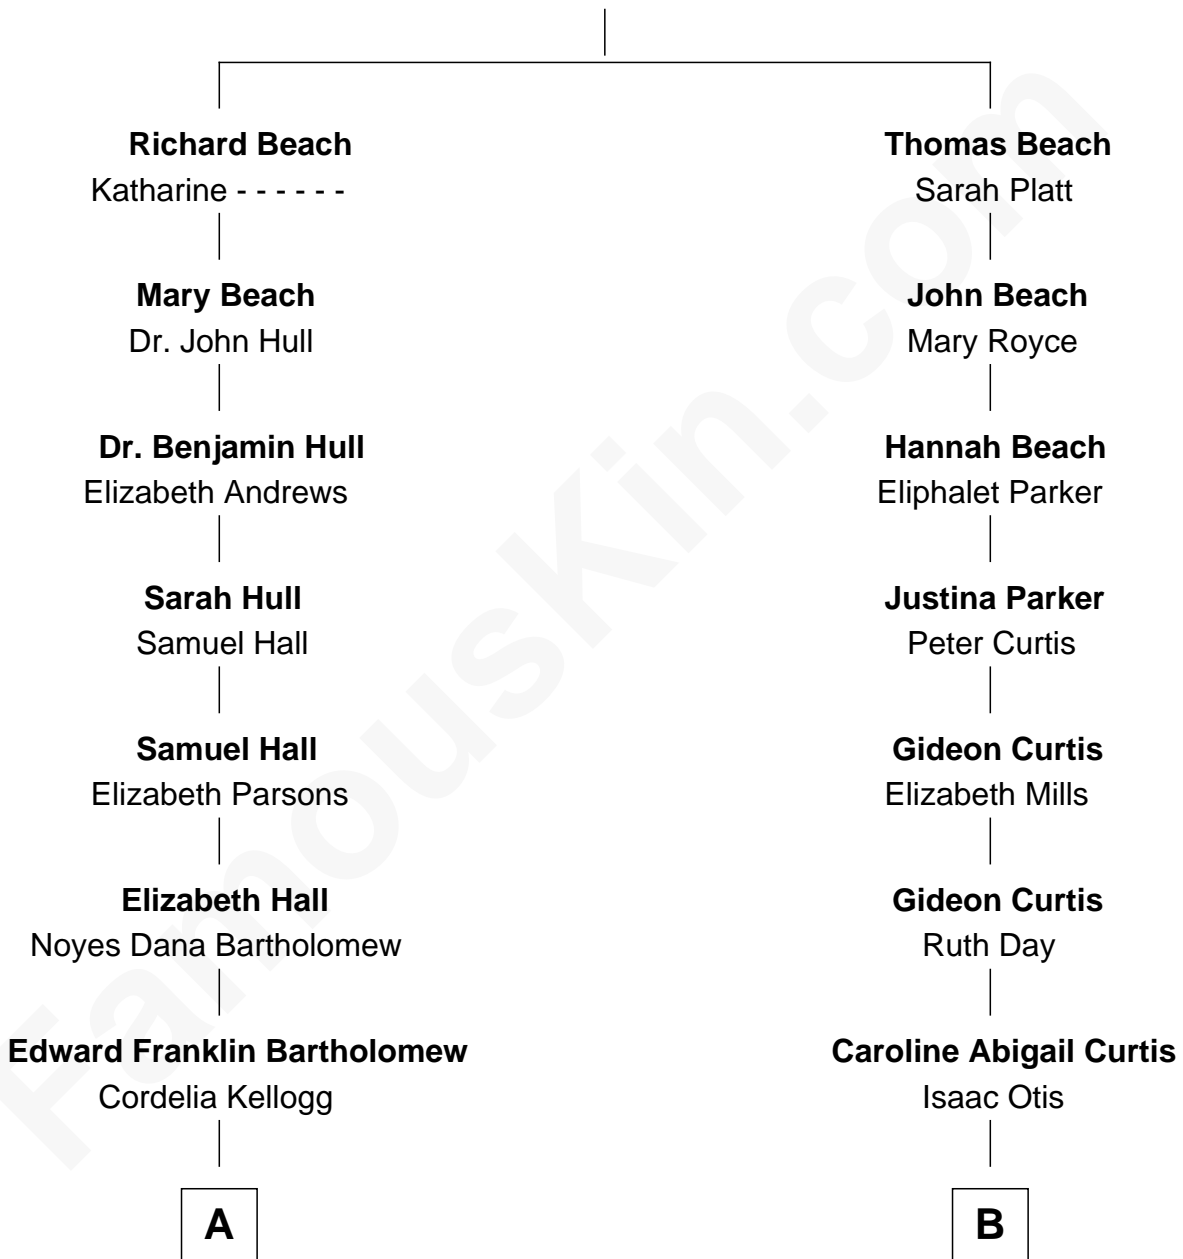 Richard Beach
Katharine - - - - - -
Thomas Beach
Sarah Platt
Mary Beach
Dr. John Hull
John Beach
Mary Royce
Dr. Benjamin Hull
Elizabeth Andrews
Hannah Beach
Eliphalet Parker
Sarah Hull
Samuel Hall
Justina Parker
Peter Curtis
Samuel Hall
Elizabeth Parsons
Gideon Curtis
Elizabeth Mills
Elizabeth Hall
Noyes Dana Bartholomew
Gideon Curtis
Ruth Day
Edward Franklin Bartholomew
Cordelia Kellogg
Caroline Abigail Curtis
Isaac Otis
A
B
FamousKin.com